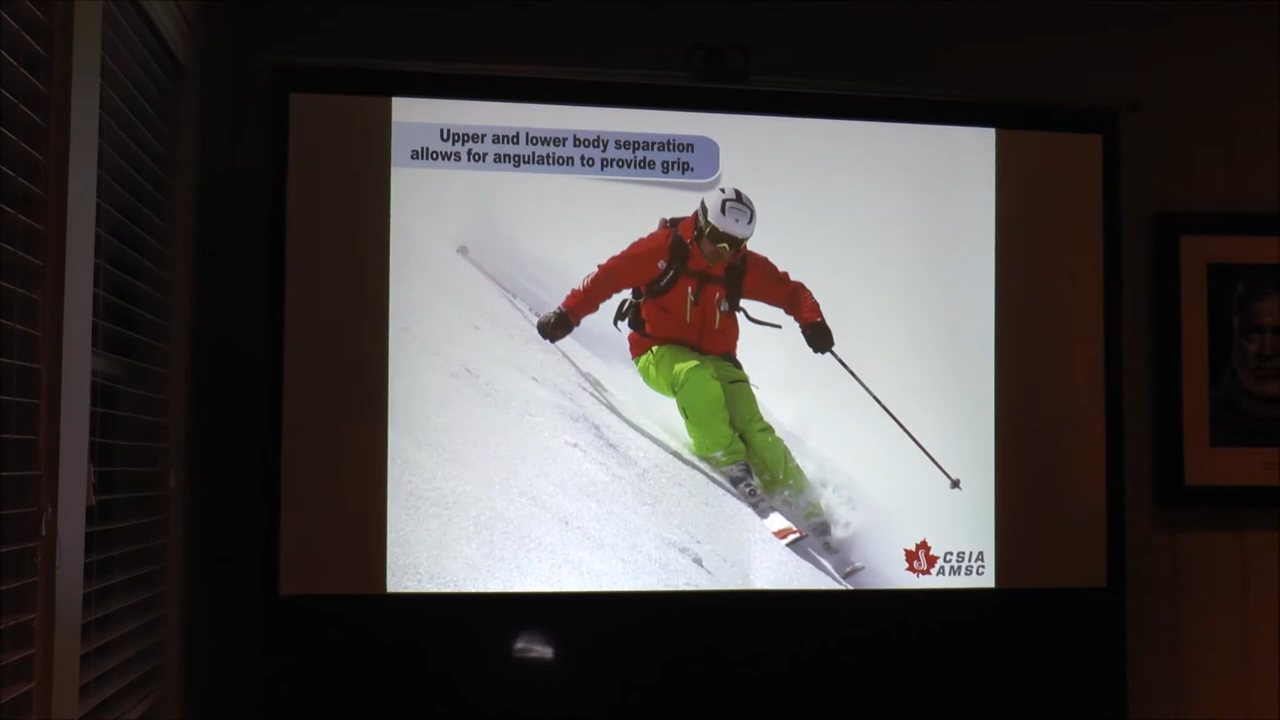 Upper and lower body separation
allows for angulation to provide grip.
CSIA
AMSC